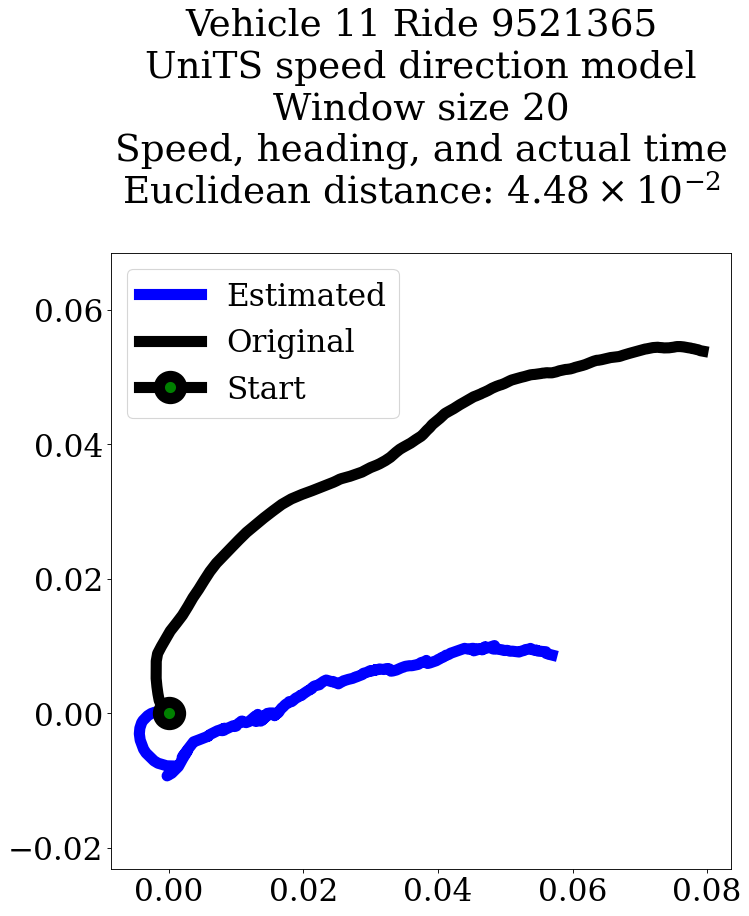 Vehicle 11 Ride 9521365
UniTS speed direction model
Window size 20
Speed, heading, and actual time
Euclidean distance: 4.48 × 10⁻²
Estimated
Original
Start
0.06
0.04
0.02
0.00
−0.02
0.00 0.02 0.04 0.06 0.08